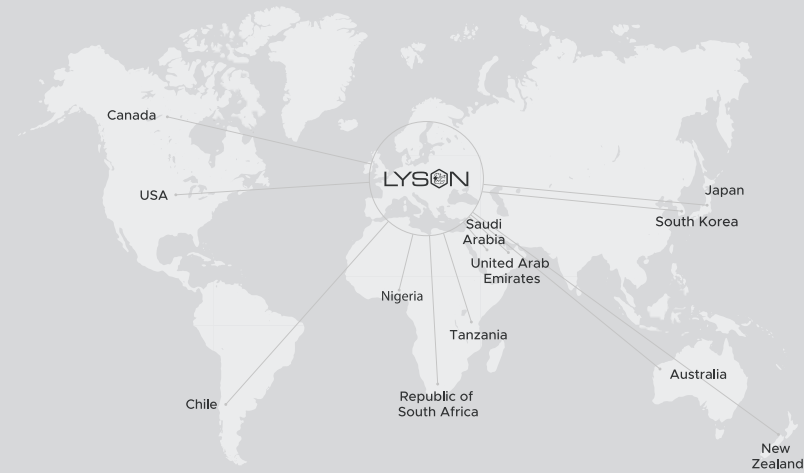 Canada
LYSON
USA
Japan
South Korea
Saudi
Arabia
United Arab
Emirates
Nigeria
Tanzania
Australia
Chile
Republic of
South Africa
New
Zealand